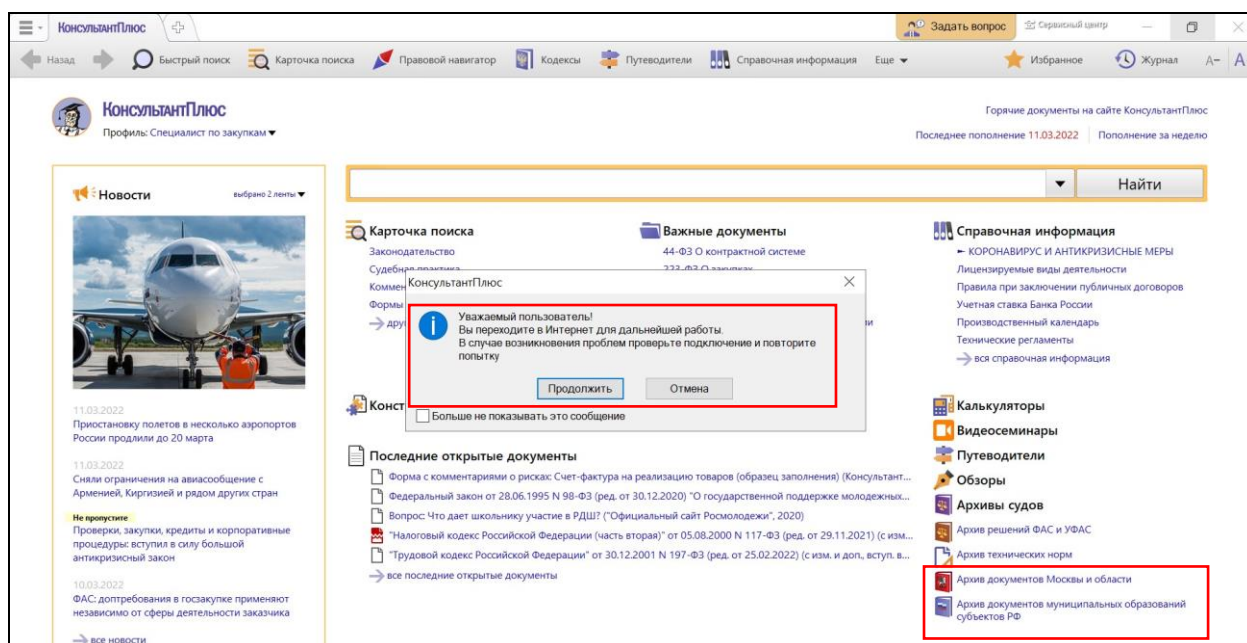 КонсультантПлюс
Задать вопрос
Сервисный центр
Назад
Быстрый поиск
Карточка поиска
Правовой навигатор
Кодексы
Путеводители
Справочная информация
Еще
Избранное
Журнал
А–
А
КонсультантПлюс
Профиль: Специалист по закупкам
Горячие документы на сайте КонсультантПлюс
Последнее пополнение 11.03.2022
Пополнение за неделю
Новости
выбрано 2 ленты
11.03.2022
Приостановку полетов в несколько аэропортов
России продлили до 20 марта
11.03.2022
Сняли ограничения на авиасообщение с
Арменией, Киргизией и рядом других стран
Не пропустите
Проверки, закупки, кредиты и корпоративные
процедуры: вступил в силу большой
антикризисный закон
10.03.2022
ФАС: доптребования в госзакупке применяют
независимо от сферы деятельности заказчика
все новости
Найти
Карточка поиска
Законодательство
Судебная практика
Коммен
Формы
дру
Важные документы
44-ФЗ О контрактной системе
223-ФЗ О закупках
ии
КонсультантПлюс
Уважаемый пользователь!
Вы переходите в Интернет для дальнейшей работы.
В случае возникновения проблем проверьте подключение и повторите
попытку
Продолжить
Отмена
Больше не показывать это сообщение
Конст
Последние открытые документы
Форма с комментариями о рисках: Счет-фактура на реализацию товаров (образец заполнения) (Консультант...
Федеральный закон от 28.06.1995 N 98-ФЗ (ред. от 30.12.2020) "О государственной поддержке молодежных...
Вопрос: Что дает школьнику участие в РДШ? ("Официальный сайт Росмолодежи", 2020)
"Налоговый кодекс Российской Федерации (часть вторая)" от 05.08.2000 N 117-ФЗ (ред. от 29.11.2021) (с изм...
"Трудовой кодекс Российской Федерации" от 30.12.2001 N 197-ФЗ (ред. от 25.02.2022) (с изм. и доп., вступ. в...
все последние открытые документы
Справочная информация
КОРОНАВИРУС И АНТИКРИЗИСНЫЕ МЕРЫ
Лицензируемые виды деятельности
Правила при заключении публичных договоров
Учетная ставка Банка России
Производственный календарь
Технические регламенты
вся справочная информация
Калькуляторы
Видеосеминары
Путеводители
Обзоры
Архивы судов
Архив решений ФАС и УФАС
Архив технических норм
Архив документов Москвы и области
Архив документов муниципальных образований
субъектов РФ